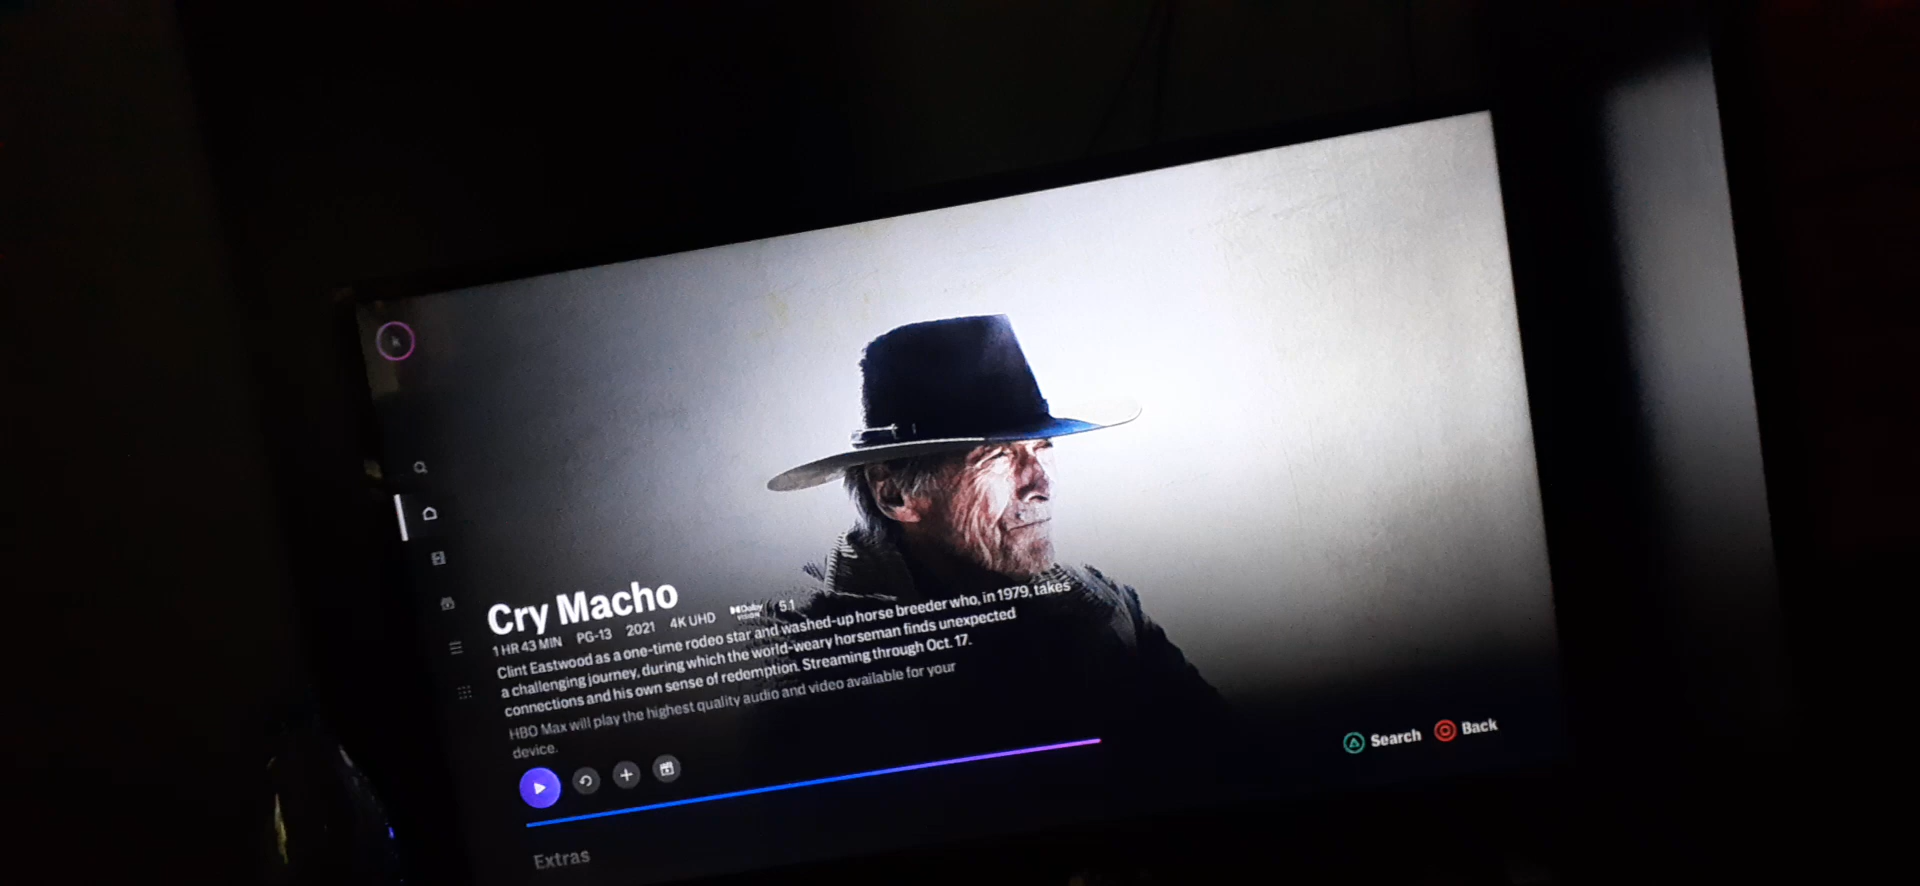 Cry Macho
1 HR 43 MIN PG-13 2021 4K UHD Dolby VISION 5.1
Clint Eastwood as a one-time rodeo star and washed-up horse breeder who, in 1979, takes
a challenging journey, during which the world-weary horseman finds unexpected
connections and his own sense of redemption. Streaming through Oct. 17.
HBO Max will play the highest quality audio and video available for your
device.
Search Back
Extras